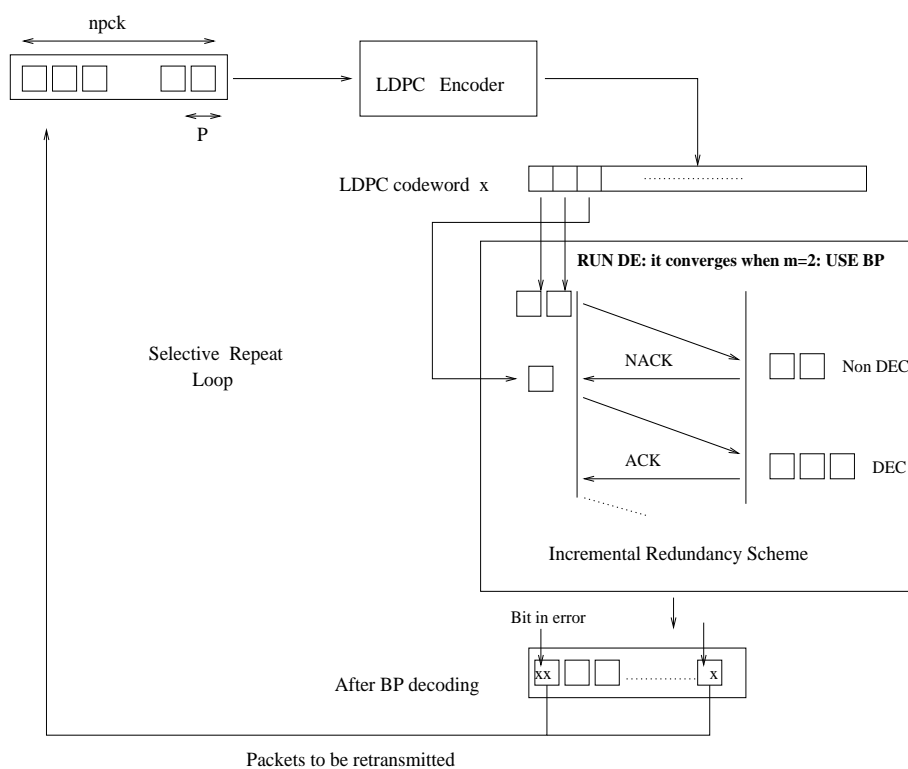 npck
LDPC Encoder
P
LDPC codeword x
RUN DE: it converges when m=2: USE BP
Selective Repeat
Loop
NACK
Non DEC
ACK
DEC
Incremental Redundancy Scheme
Bit in error
xx
x
After BP decoding
Packets to be retransmitted